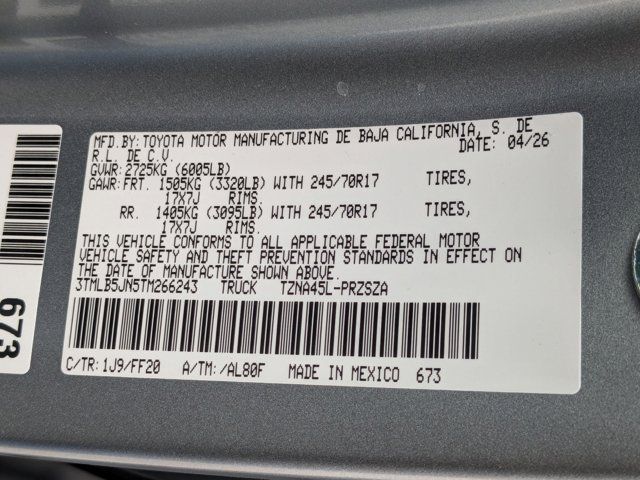 MFD.BY: TOYOTA MOTOR MANUFACTURING DE BAJA CALIFORNIA, S. DE
R.L. DE C.V. DATE: 04/26
GVWR:2725KG (6005LB)
GAWR:FRT. 1505KG (3320LB) WITH 245/70R17 TIRES,
17X7J RIMS.
RR. 1405KG (3095LB) WITH 245/70R17 TIRES,
17X7J RIMS.
THIS VEHICLE CONFORMS TO ALL APPLICABLE FEDERAL MOTOR
VEHICLE SAFETY AND THEFT PREVENTION STANDARDS IN EFFECT ON
THE DATE OF MANUFACTURE SHOWN ABOVE.
3TMLB5JN5TM266243 TRUCK TZNA45L-PRZSZA
C/TR: 1J9/FF20 A/TM: /AL80F MADE IN MEXICO 673
673